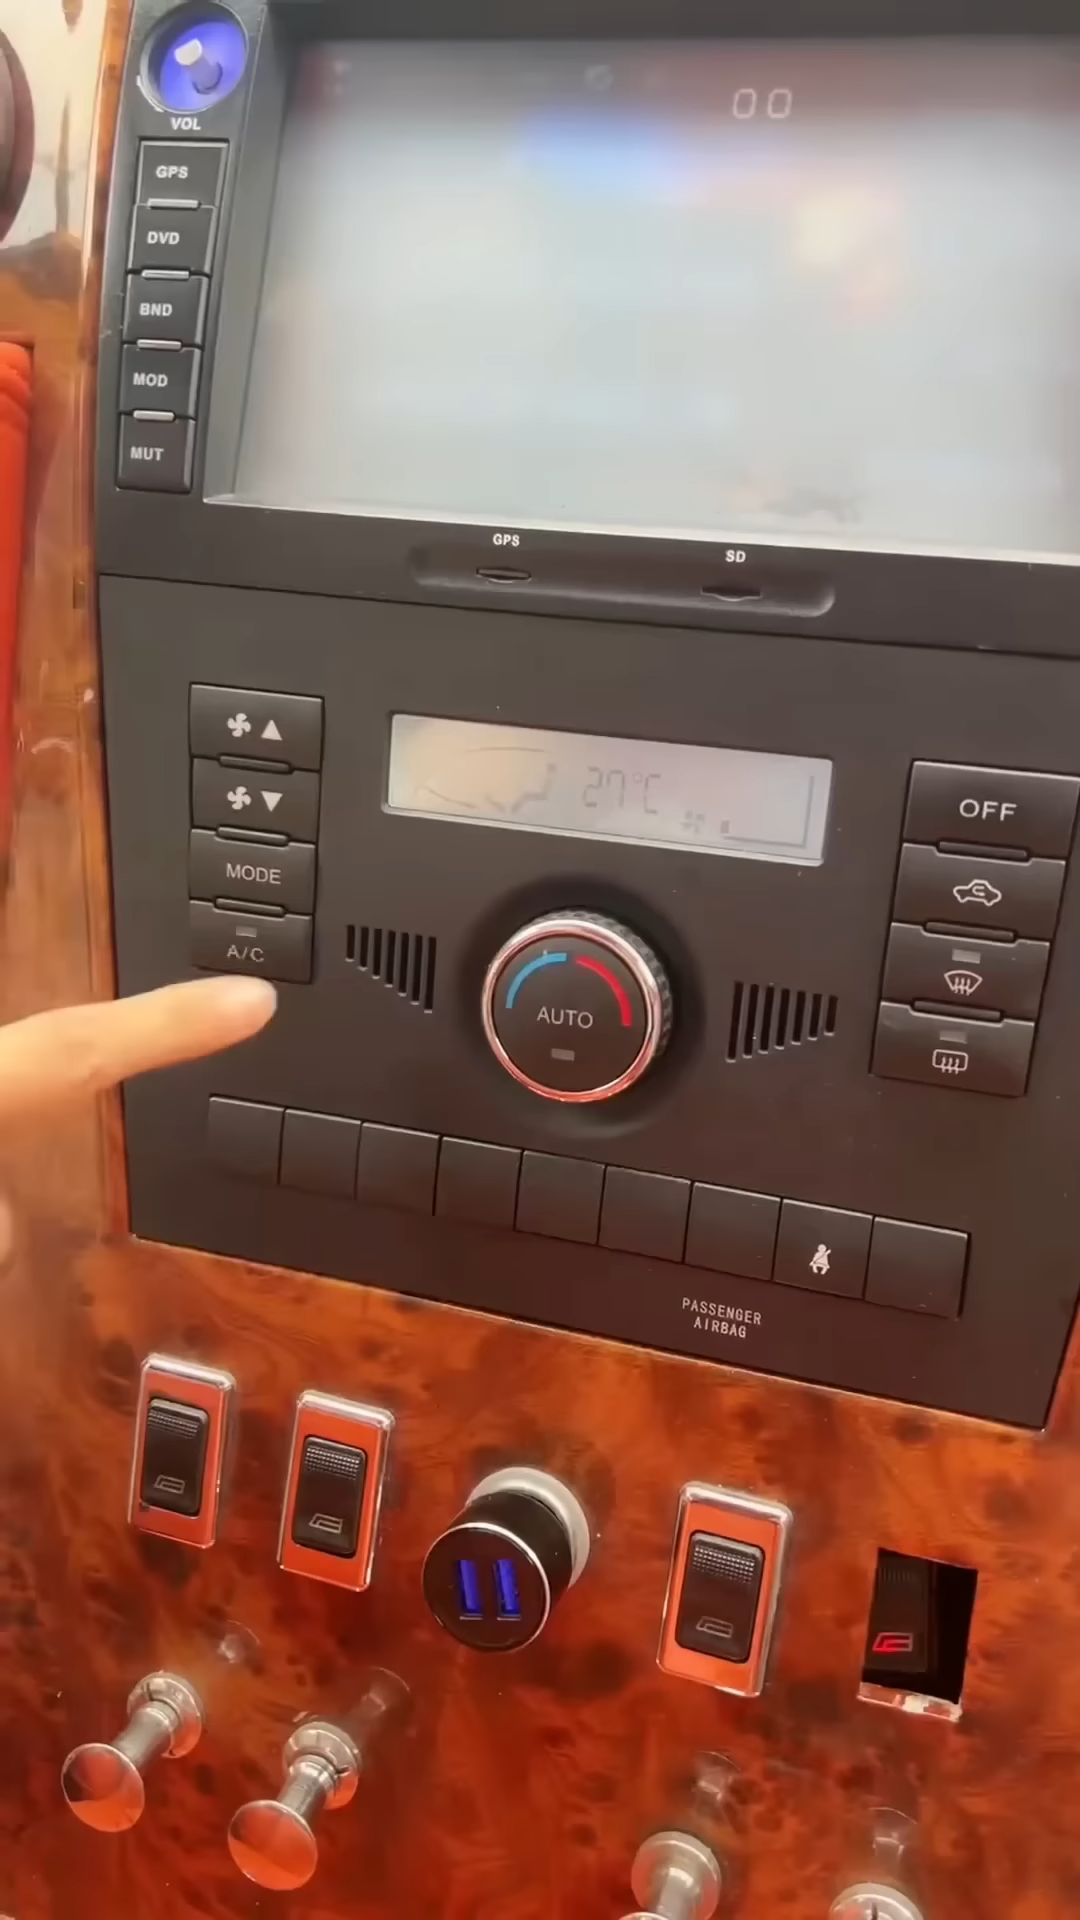 00
VOL
GPS
DVD
BND
MOD
MUT
GPS
SD
27°C
OFF
MODE
A/C
AUTO
PASSENGER
AIRBAG